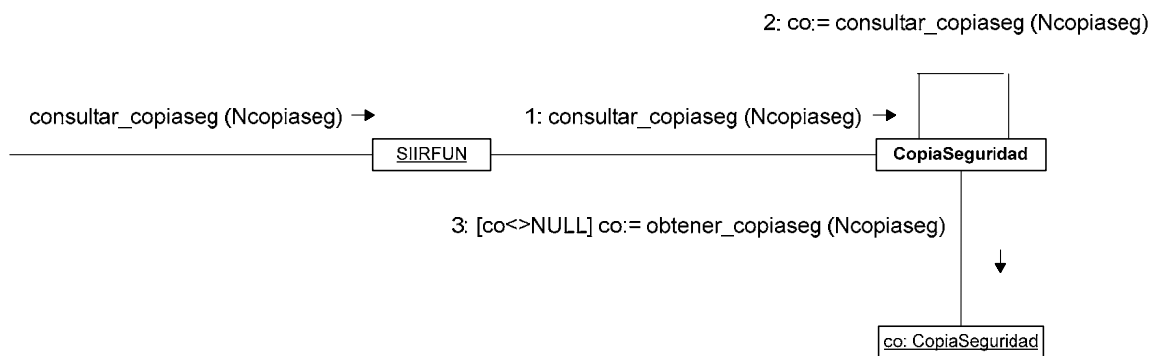 2: co:= consultar_copiaseg (Ncopiaseg)
consultar_copiaseg (Ncopiaseg)
1: consultar_copiaseg (Ncopiaseg)
SIIRFUN
CopiaSeguridad
3: [co<>NULL] co:= obtener_copiaseg (Ncopiaseg)
co: CopiaSeguridad